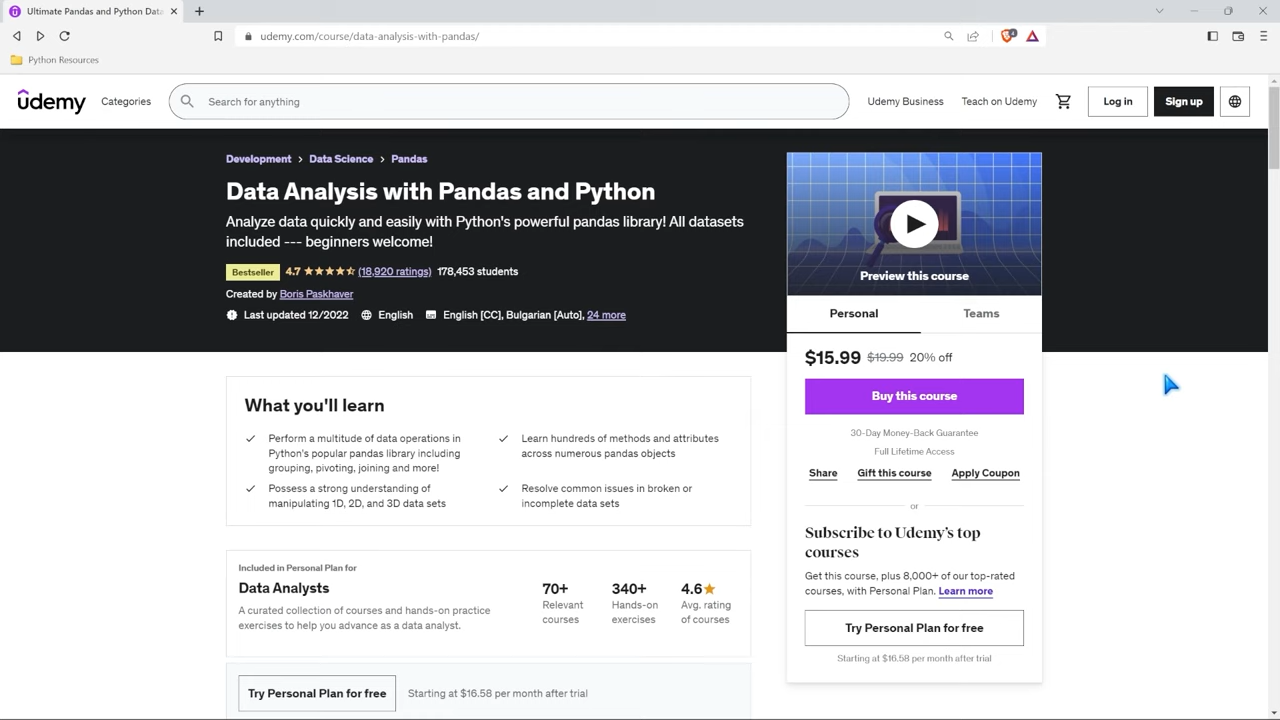 Ultimate Pandas and Python Data
udemy.com/course/data-analysis-with-pandas/
4
Python Resources
udemy
Categories
Search for anything
Udemy Business
Teach on Udemy
Log in
Sign up
Development > Data Science > Pandas
Data Analysis with Pandas and Python
Analyze data quickly and easily with Python's powerful pandas library! All datasets
included --- beginners welcome!
Bestseller 4.7 (18,920 ratings) 178,453 students
Created by Boris Paskhaver
Last updated 12/2022 English English [CC], Bulgarian [Auto], 24 more
Preview this course
Personal Teams
$15.99 $19.99 20% off
Buy this course
30-Day Money-Back Guarantee
Full Lifetime Access
Share Gift this course Apply Coupon
or
Subscribe to Udemy's top
courses
Get this course, plus 8,000+ of our top-rated
courses, with Personal Plan. Learn more
Try Personal Plan for free
Starting at $16.58 per month after trial
What you'll learn
Perform a multitude of data operations in
Python's popular pandas library including
grouping, pivoting, joining and more!
Learn hundreds of methods and attributes
across numerous pandas objects
Possess a strong understanding of
manipulating 1D, 2D, and 3D data sets
Resolve common issues in broken or
incomplete data sets
Included in Personal Plan for
Data Analysts
A curated collection of courses and hands-on practice
exercises to help you advance as a data analyst.
70+
Relevant
courses
340+
Hands-on
exercises
4.6
Avg. rating
of courses
Try Personal Plan for free
Starting at $16.58 per month after trial